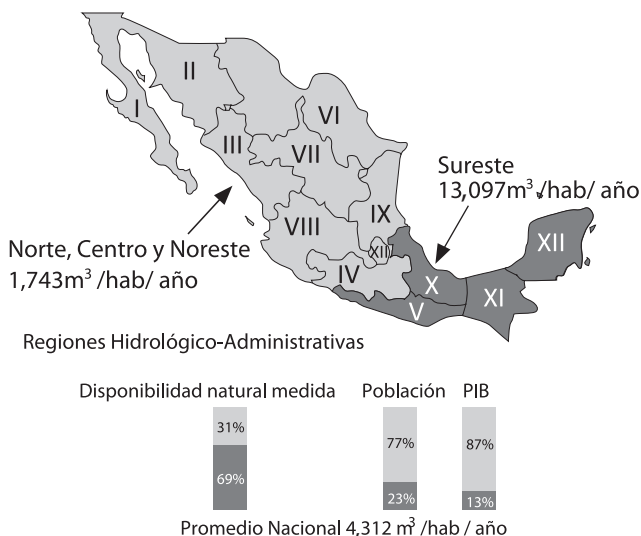 II
I
VI
III
VII
Sureste
13,097m³ /hab/ año
IX
VIII
XII
XIII
Norte, Centro y Noreste
1,743m³ /hab/ año
IV
X
XI
V
Regiones Hidrológico-Administrativas
Disponibilidad natural medida
Población
PIB
31%
77%
87%
69%
23%
13%
Promedio Nacional 4,312 m³ /hab / año